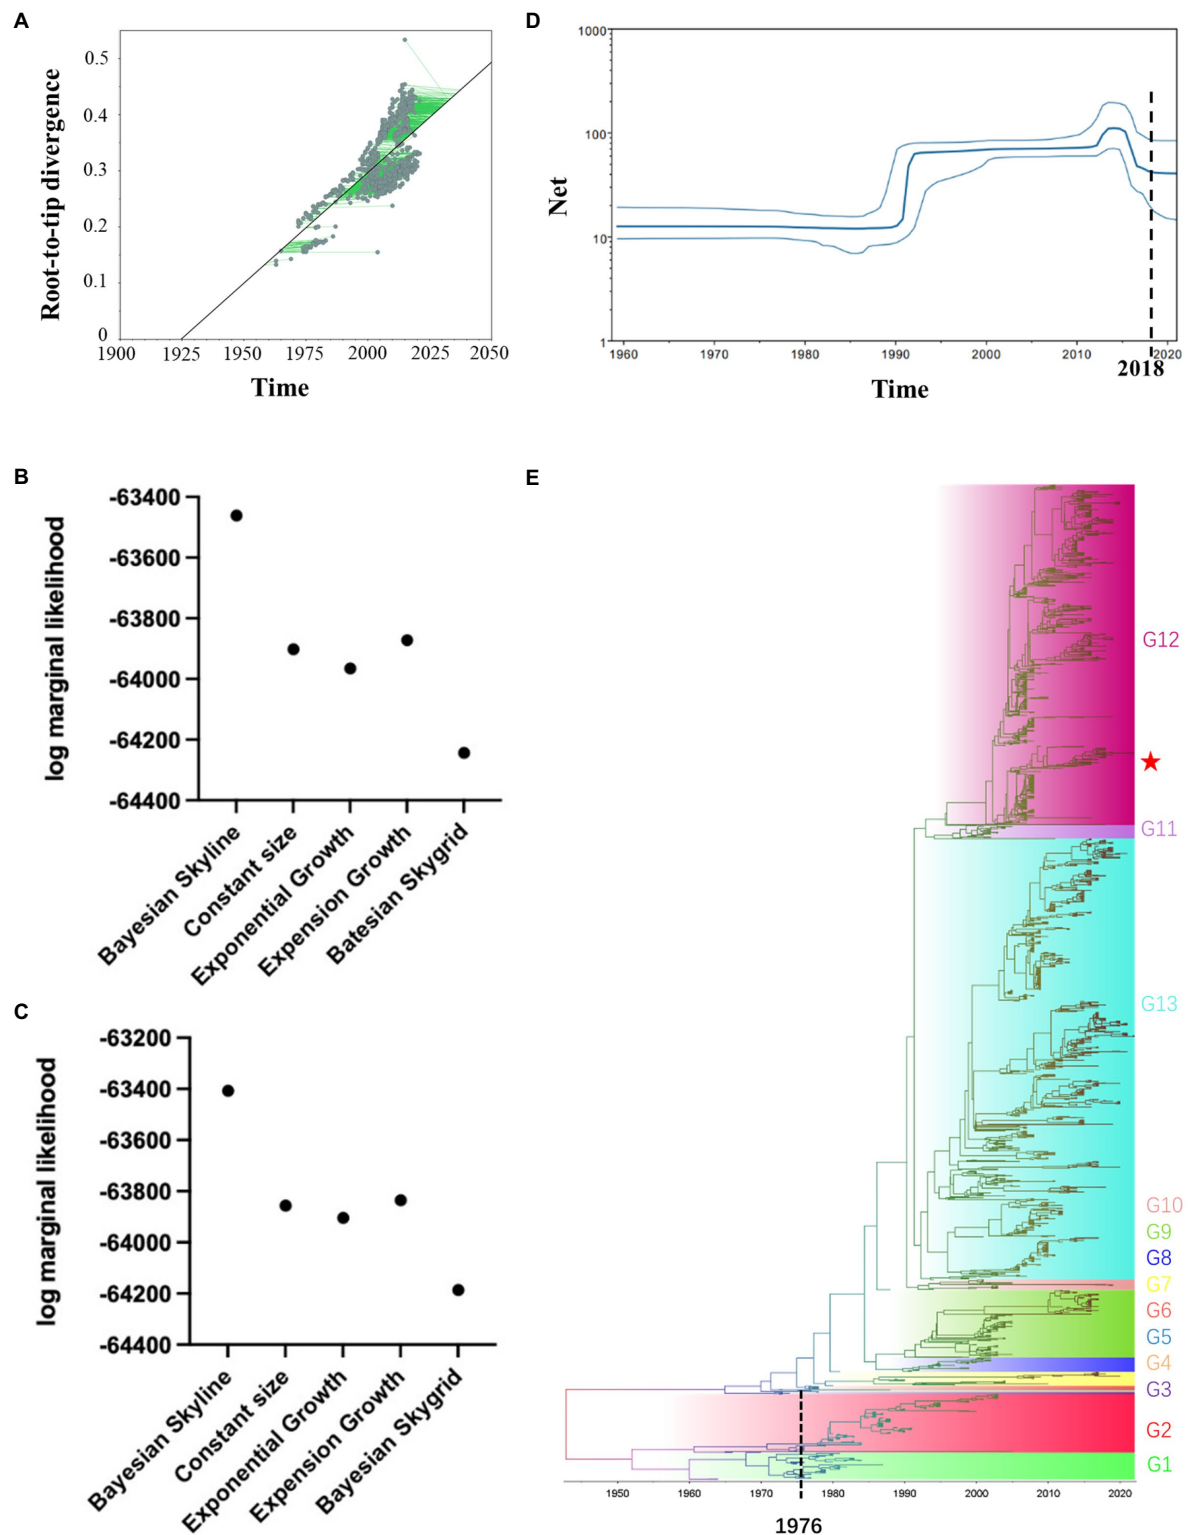 A
0.5
0.4
0.3
0.2
0.1
0
Root-to-tip divergence
1900 1925 1950 1975 2000 2025 2050
Time
D
1000
100
10
1
Net
1960 1970 1980 1990 2000 2010 2020
2018
Time
B
-63400
-63600
-63800
-64000
-64200
-64400
log marginal likelihood
Bayesian Skyline
Constant size
Exponential Growth
Expension Growth
Batesian Skygrid
C
-63200
-63400
-63600
-63800
-64000
-64200
-64400
log marginal likelihood
Bayesian Skyline
Constant size
Exponential Growth
Expension Growth
Bayesian Skygrid
E
G12
G11
G13
G10
G9
G8
G7
G6
G5
G4
G3
G2
G1
1950 1960 1970 1980 1990 2000 2010 2020
1976